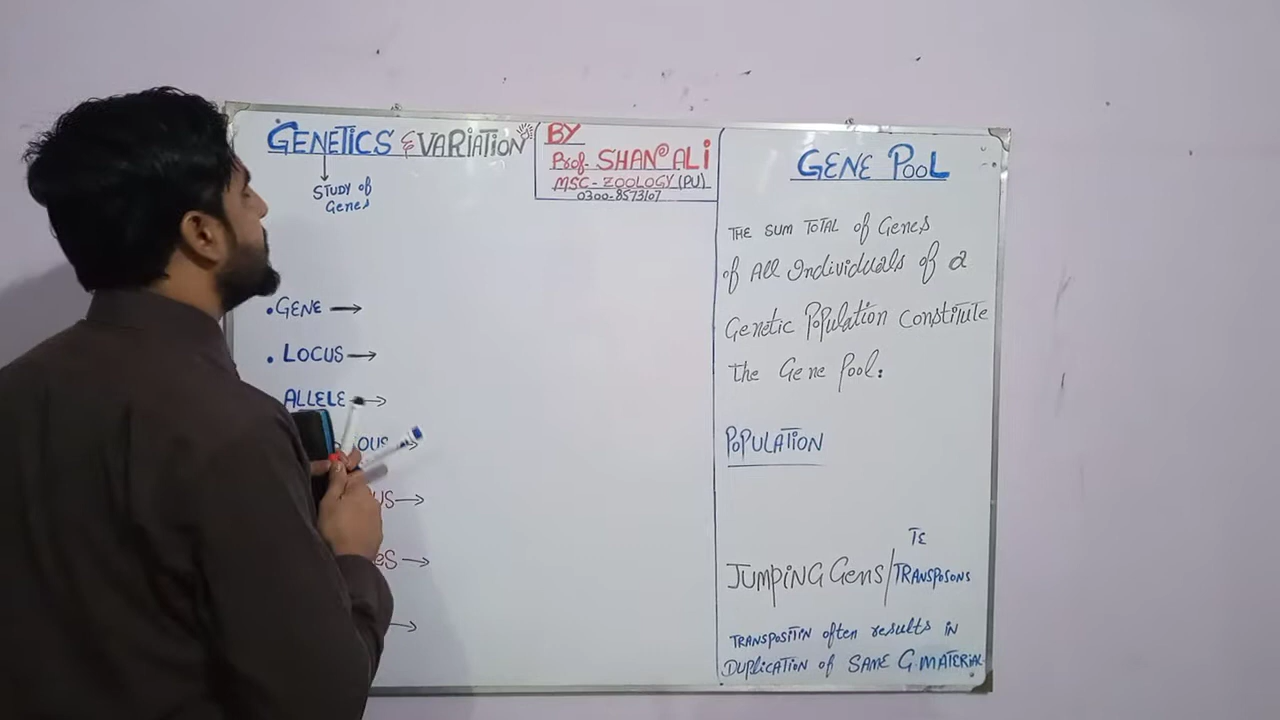 GENETICS & VARIATION
STUDY OF
Genes
BY
Prof. SHAN ALI
MSC-ZOOLOGY (PU)
0300-8573107
• GENE →
• LOCUS →
ALLELE →
OUS →
US →
eS →
→
GENE POOL
THE SUM TOTAL of Genes
of All Individuals of a
Genetic Population Constitute
the Gene Pool.
POPULATION
TE
JUMPING Gens/TRANSPOSONS
TRANSPOSITIN often results in
DUPLICATION of SAME G MATERIAL